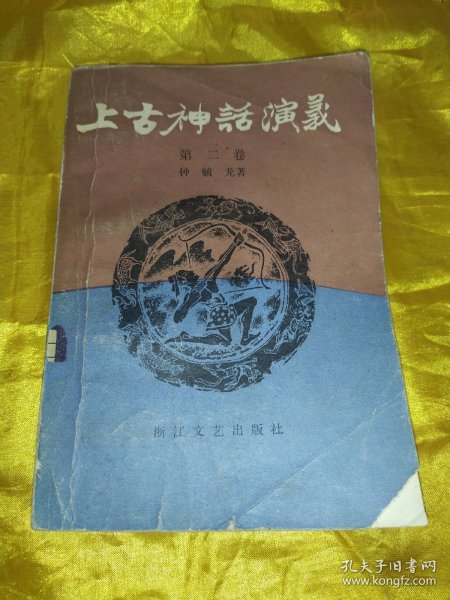 上古神話演義
第二卷
钟毓龙著
浙江文艺出版社
孔夫子旧书网
www.kongfz.com